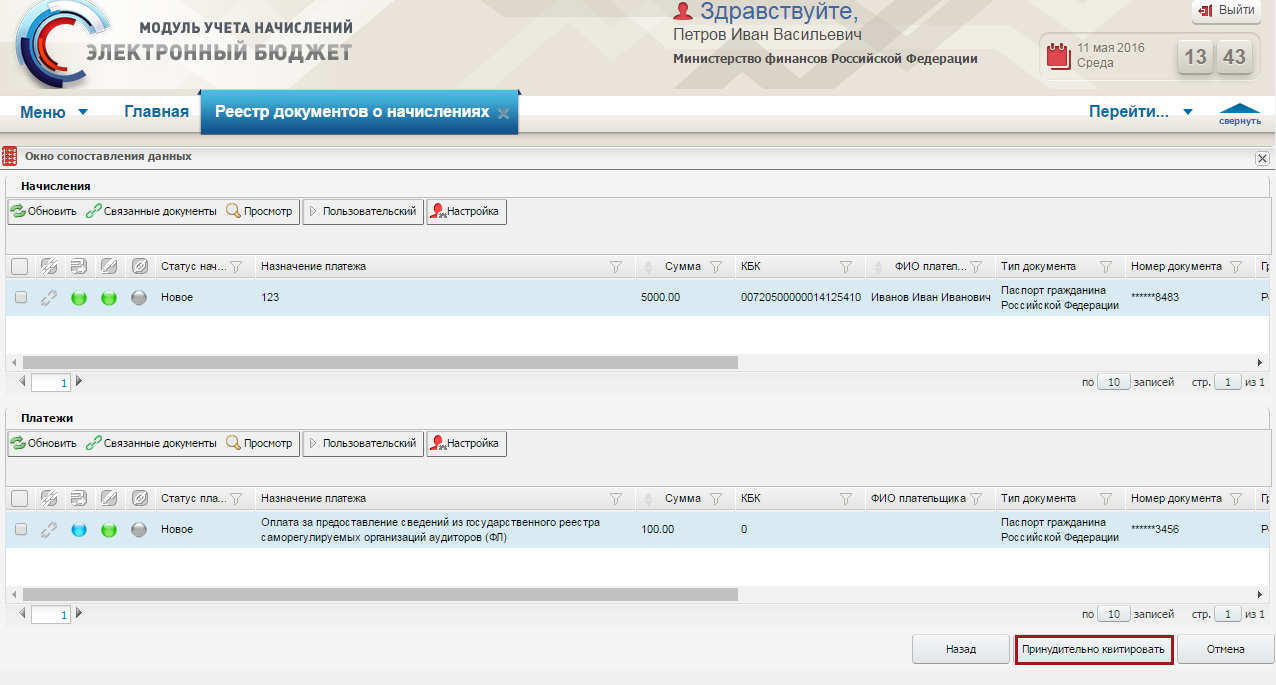 МОДУЛЬ УЧЕТА НАЧИСЛЕНИЙ
ЭЛЕКТРОННЫЙ БЮДЖЕТ
Здравствуйте,
Петров Иван Васильевич
Министерство финансов Российской Федерации
Выйти
11 мая 2016
Среда
13 43
Меню Главная Реестр документов о начислениях Перейти... свернуть
Окно сопоставления данных
Начисления
Обновить Связанные документы Просмотр Пользовательский Настройка
Статус нач... Назначение платежа Сумма КБК ФИО плател... Тип документа Номер документа Гр
Новое 123 5000.00 00720500000014125410 Иванов Иван Иванович Паспорт гражданина ******8483 Р
Российской Федерации
1 по 10 записей стр. 1 из 1
Платежи
Обновить Связанные документы Просмотр Пользовательский Настройка
Статус пла... Назначение платежа Сумма КБК ФИО плательщика Тип документа Номер документа Гр
Новое Оплата за предоставление сведений из государственного реестра 100.00 0 Паспорт гражданина ******3456 Р
саморегулируемых организаций аудиторов (ФЛ) Российской Федерации
1 по 10 записей стр. 1 из 1
Назад Принудительно квитировать Отмена